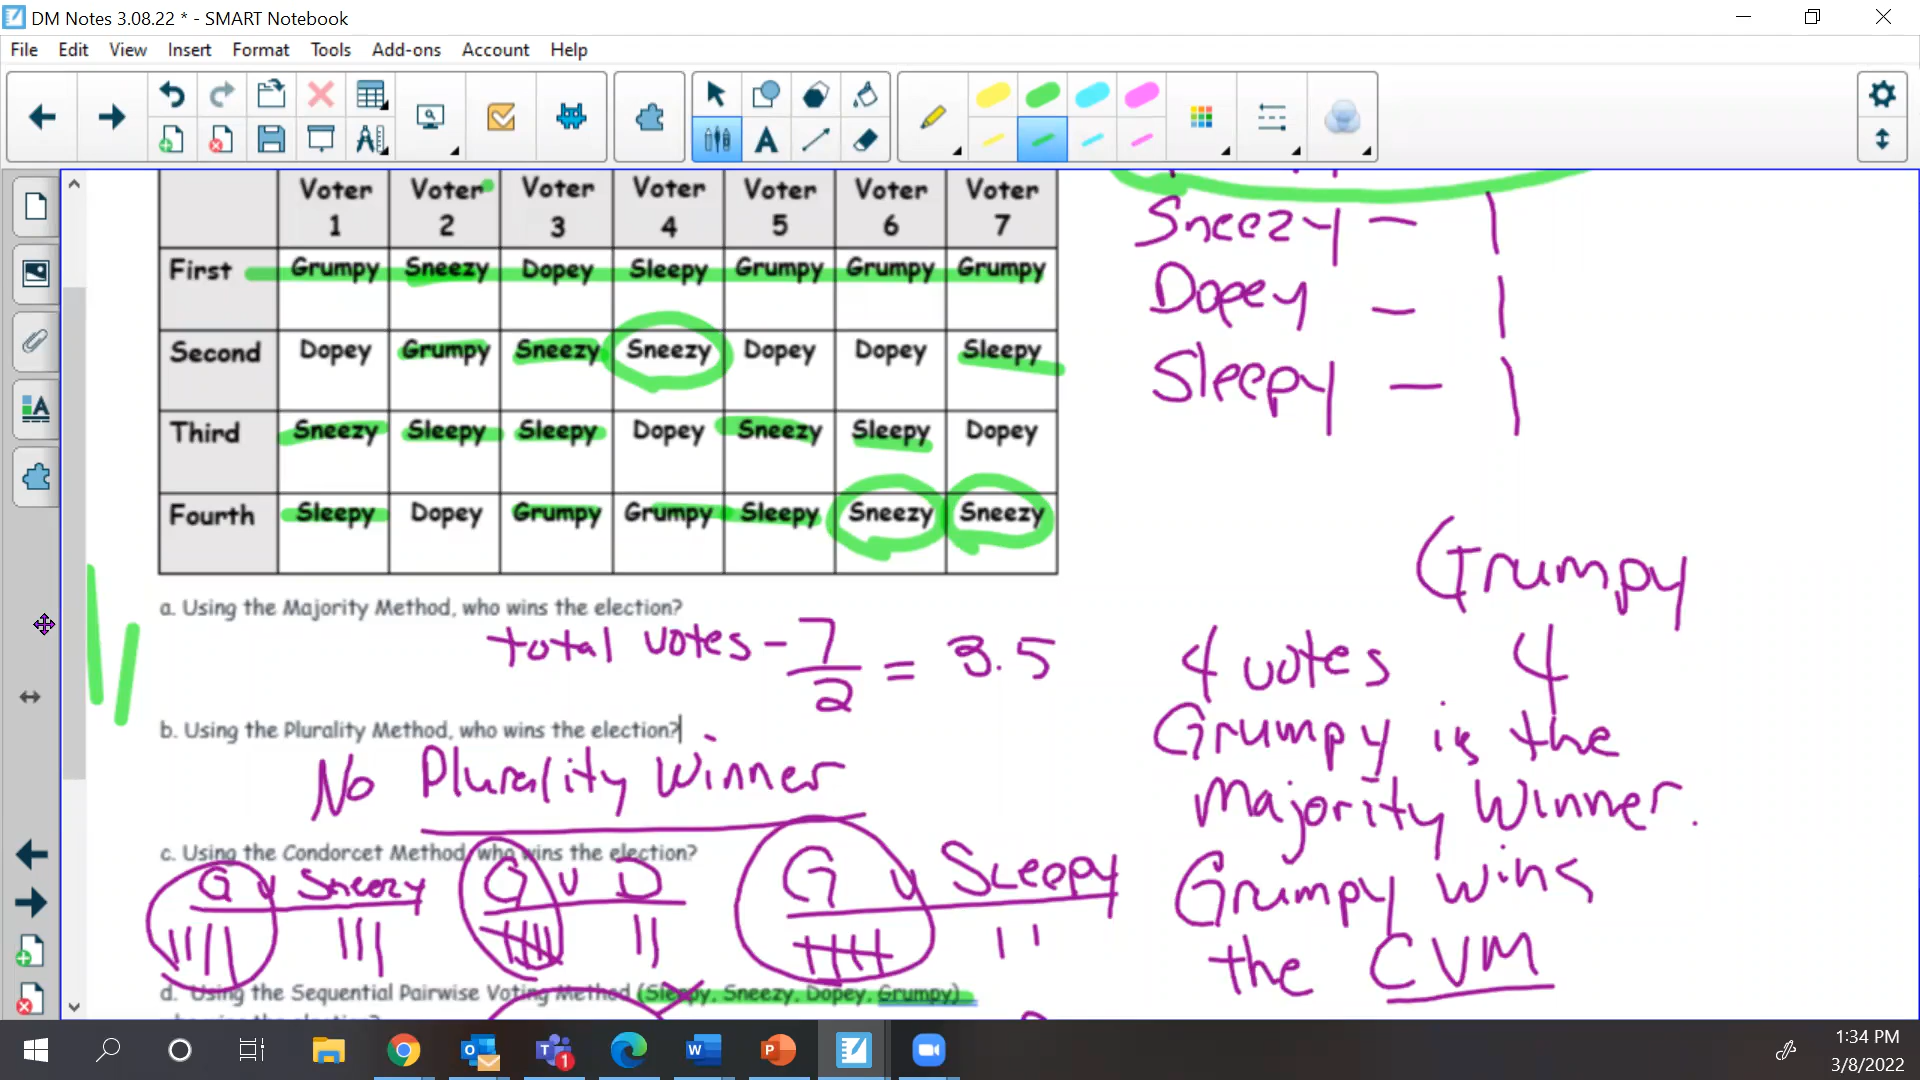 DM Notes 3.08.22 * - SMART Notebook
File Edit View Insert Format Tools Add-ons Account Help
Voter 1 Voter 2 Voter 3 Voter 4 Voter 5 Voter 6 Voter 7
First Grumpy Sneezy Dopey Sleepy Grumpy Grumpy Grumpy
Second Dopey Grumpy Sneezy Sneezy Dopey Dopey Sleepy
Third Sneezy Sleepy Sleepy Dopey Sneezy Sleepy Dopey
Fourth Sleepy Dopey Grumpy Grumpy Sleepy Sneezy Sneezy
Sneezy - 1
Dopey - 1
Sleepy - 1
a. Using the Majority Method, who wins the election?
total votes - 7/2 = 3.5
Grumpy
4 votes 4
Grumpy is the
Majority Winner.
b. Using the Plurality Method, who wins the election?
No Plurality Winner
c. Using the Condorcet Method, who wins the election?
G v Sneezy G v D G v Sleepy
Grumpy wins
the CVM
d. Using the Sequential Pairwise Voting Method (Sleepy, Sneezy, Dopey, Grumpy)
1
1:34 PM
3/8/2022